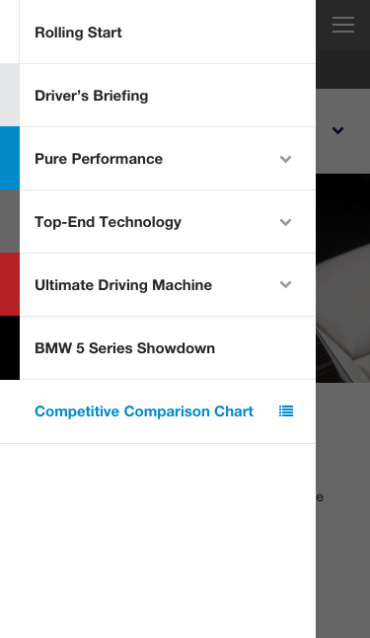 Rolling Start
Driver’s Briefing
Pure Performance
Top-End Technology
Ultimate Driving Machine
BMW 5 Series Showdown
Competitive Comparison Chart
e